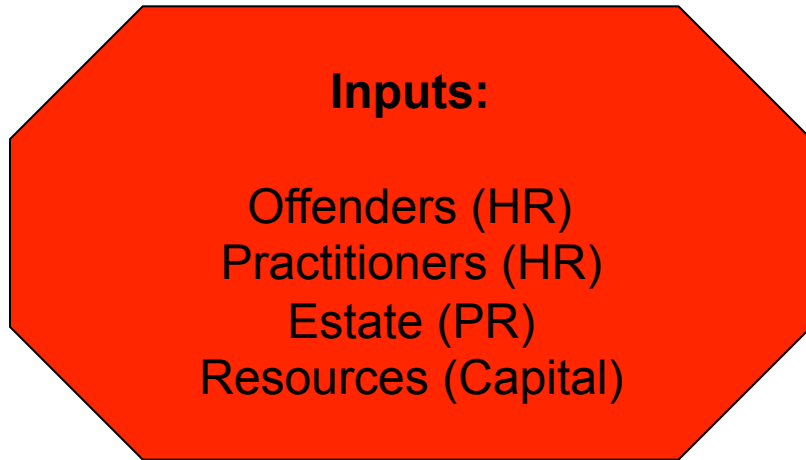 Inputs:
Offenders (HR)
Practitioners (HR)
Estate (PR)
Resources (Capital)